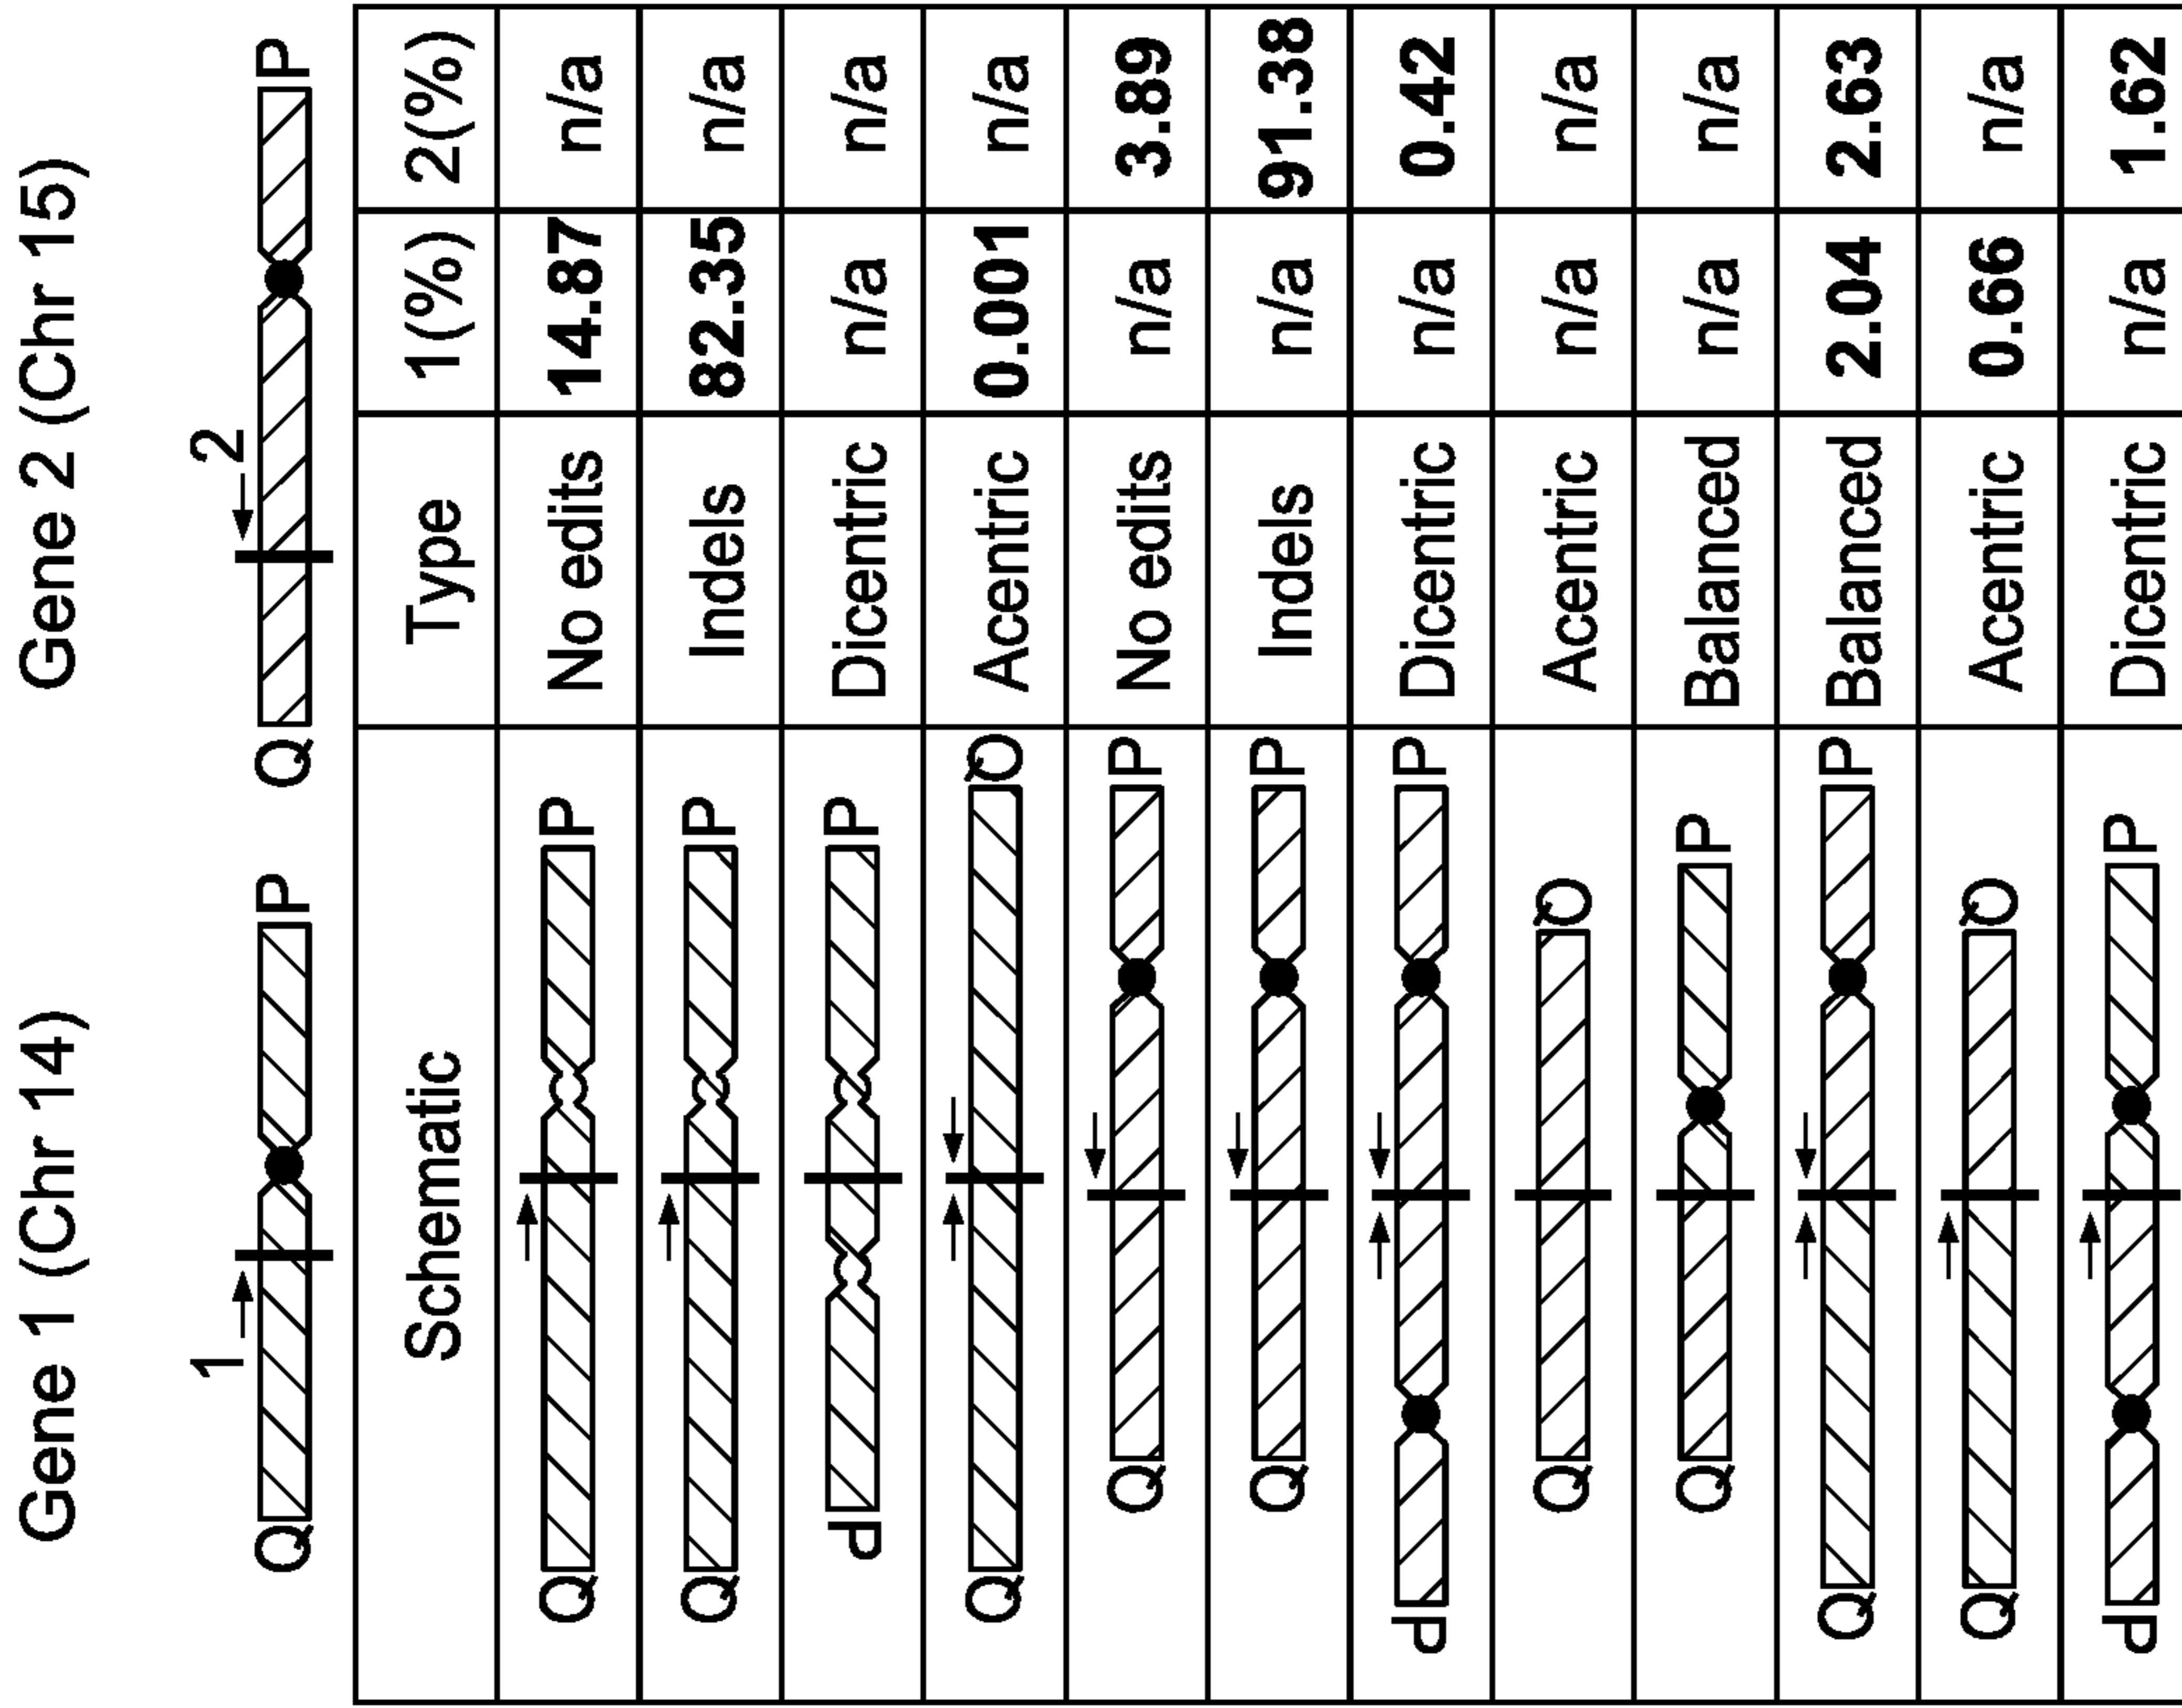 Gene 1 (Chr 14) Gene 2 (Chr 15)
1 2
Q P Q P
Schematic Type 1(%) 2(%)
Q P No edits 14.87 n/a
Q P Indels 82.35 n/a
P P Dicentric n/a n/a
Q Q Acentric 0.001 n/a
Q P No edits n/a 3.89
Q P Indels n/a 91.38
P P Dicentric n/a 0.42
Q Q Acentric n/a n/a
Q P Balanced n/a n/a
Q P Balanced 2.04 2.63
Q Q Acentric 0.66 n/a
P P Dicentric n/a 1.62